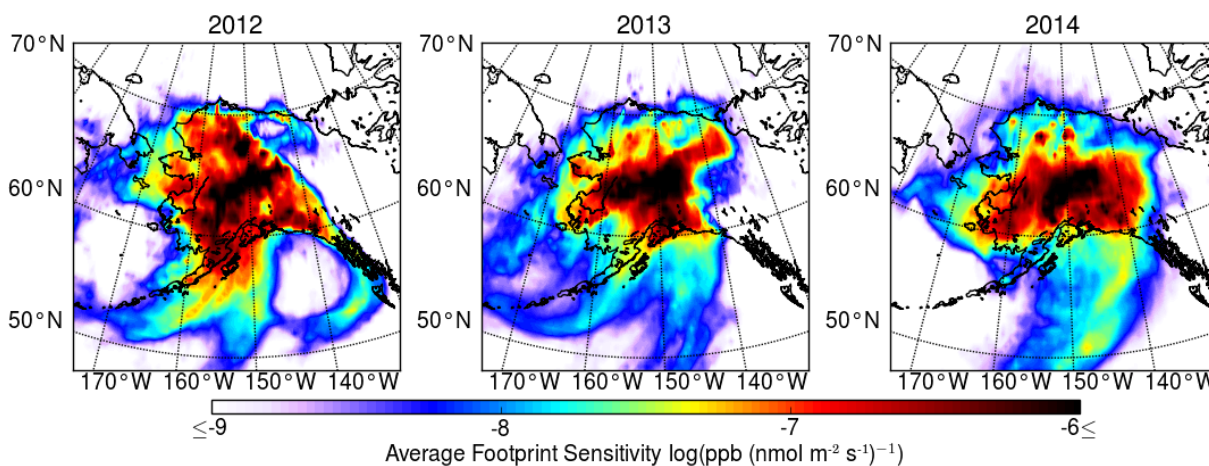 2012 2013 2014
70°N 70°N 70°N
60°N 60°N 60°N
50°N 50°N 50°N
170°W 160°W 150°W 140°W 170°W 160°W 150°W 140°W 170°W 160°W 150°W 140°W
≤-9 -8 -7 -6≤
Average Footprint Sensitivity log(ppb (nmol m⁻² s⁻¹)⁻¹)